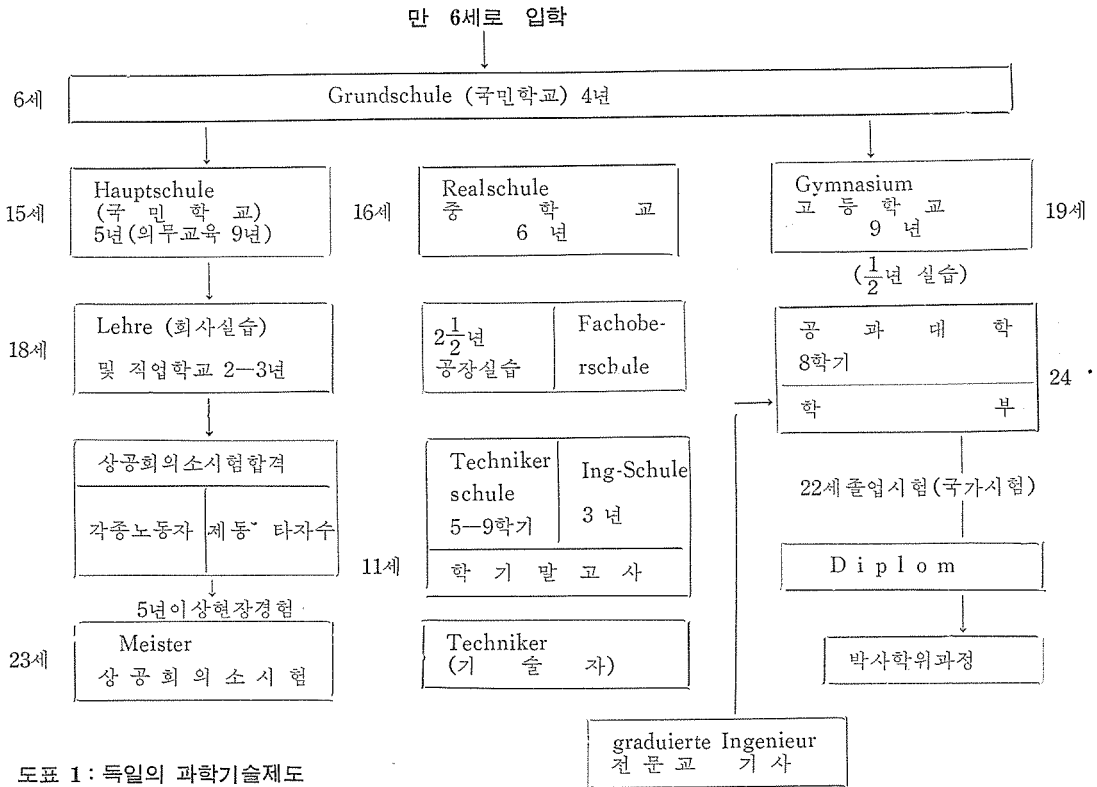 만 6세로 입학
6세
Grundschule (국민학교) 4년
15세
Hauptschule
(국 민 학 교)
5년(의무교육 9년)
16세
Realschule
중 학 교
6 년
Gymnasium
고 등 학 교
9 년
19세
(1/2년 실습)
18세
Lehre (회사실습)
및 직업학교 2—3년
2 1/2년
공장실습
Fachobe-
rschule
공 과 대 학
8학기
학 부
24
상공회의소시험합격
각종노동자
제동 타자수
5년이상현장경험
11세
Techniker
schule
5—9학기
Ing-Schule
3 년
학 기 말 고 사
22세졸업시험(국가시험)
Diplom
23세
Meister
상 공 회 의 소 시 험
Techniker
(기 술 자)
박사학위과정
graduierte Ingenieur
전 문 교 기 사
도표 1 : 독일의 과학기술제도